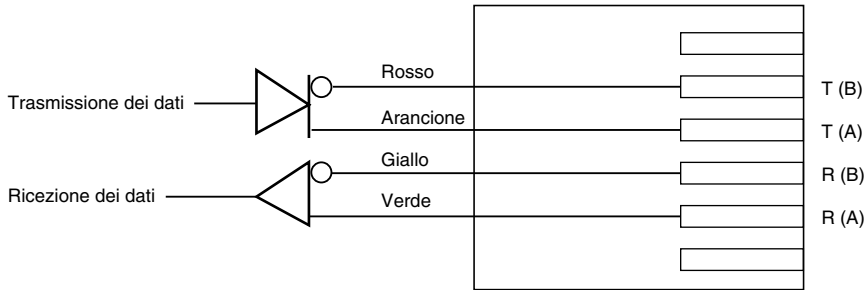 Rosso
Trasmissione dei dati
T (B)
Arancione
T (A)
Giallo
R (B)
Ricezione dei dati
Verde
R (A)